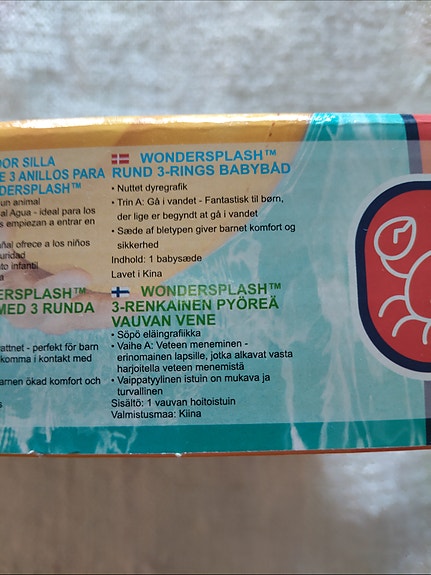 DOR SILLA
E 3 ANILLOS PARA
DERSPLASH™
un animal
al Agua - ideal para los
s empiezan a entrar en
ñal ofrece a los niños
uridad
to infantil
a
ERSPLASH™
MED 3 RUNDA
attnet - perfekt för barn
komma i kontakt med
arnen ökad komfort och
s
WONDERSPLASH™
RUND 3-RINGS BABYBÅD
• Nuttet dyregrafik
• Trin A: Gå i vandet - Fantastisk til børn,
der lige er begyndt at gå i vandet
• Sæde af bletypen giver barnet komfort og
sikkerhed
Indhold: 1 babysæde
Lavet i Kina
WONDERSPLASH™
3-RENKAINEN PYÖREÄ
VAUVAN VENE
• Söpö eläingrafiikka
• Vaihe A: Veteen meneminen -
erinomainen lapsille, jotka alkavat vasta
harjoitella veteen menemistä
• Vaippatyylinen istuin on mukava ja
turvallinen
Sisältö: 1 vauvan hoitoistuin
Valmistusmaa: Kiina